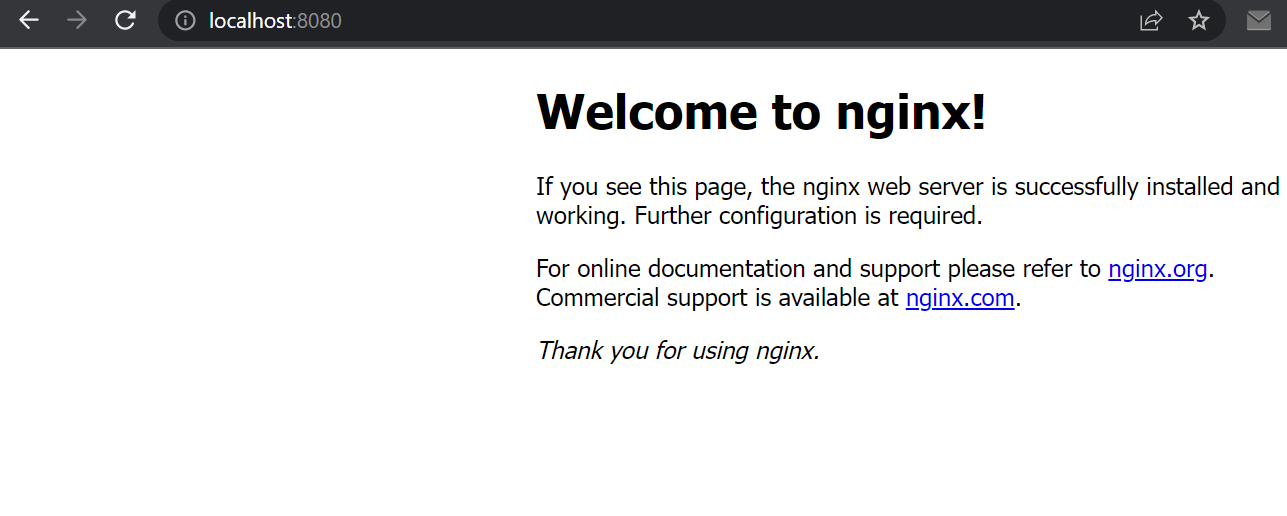 localhost:8080
Welcome to nginx!
If you see this page, the nginx web server is successfully installed and
working. Further configuration is required.
For online documentation and support please refer to nginx.org.
Commercial support is available at nginx.com.
Thank you for using nginx.